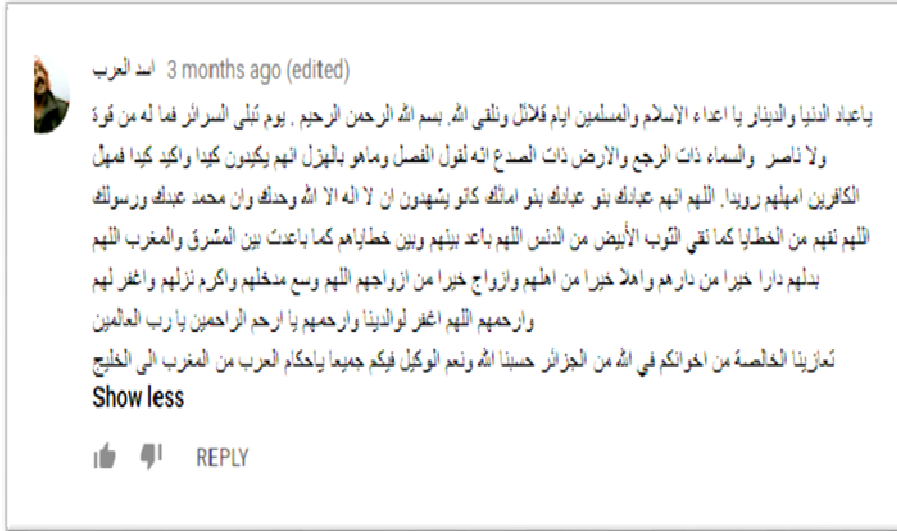 اسد العرب 3 months ago (edited)
ياعباد الدنيا والدينار يا اعداء الاسلام والمسلمين ايام قلائل ونلقى الله. بسم الله الرحمن الرحيم . يوم تبلى السرائر فما له من قوة
ولا ناصر والسماء ذات الرجع والارض ذات الصدع انه لقول الفصل وماهو بالهزل انهم يكيدون كيدا واكيد كيدا فمهل
الكافرين امهلهم رويدا. اللهم انهم عبادك بنو عبادك بنو امائك كانو يشهدون ان لا اله الا الله وحدك وان محمد عبدك ورسولك
اللهم نقهم من الخطايا كما نقي الثوب الأبيض من الدنس اللهم باعد بينهم وبين خطاياهم كما باعدت بين المشرق والمغرب اللهم
بدلهم دارا خيرا من دارهم واهلا خيرا من اهلهم وازواج خيرا من ازواجهم اللهم وسع مدخلهم واكرم نزلهم واغفر لهم
وارحمهم اللهم اغفر لوالدينا وارحمهم يا ارحم الراحمين يا رب العالمين
تعازينا الخالصة من اخوانكم في الله من الجزائر حسبنا الله ونعم الوكيل فيكم جميعا ياحكام العرب من المغرب الى الخليج
Show less
REPLY